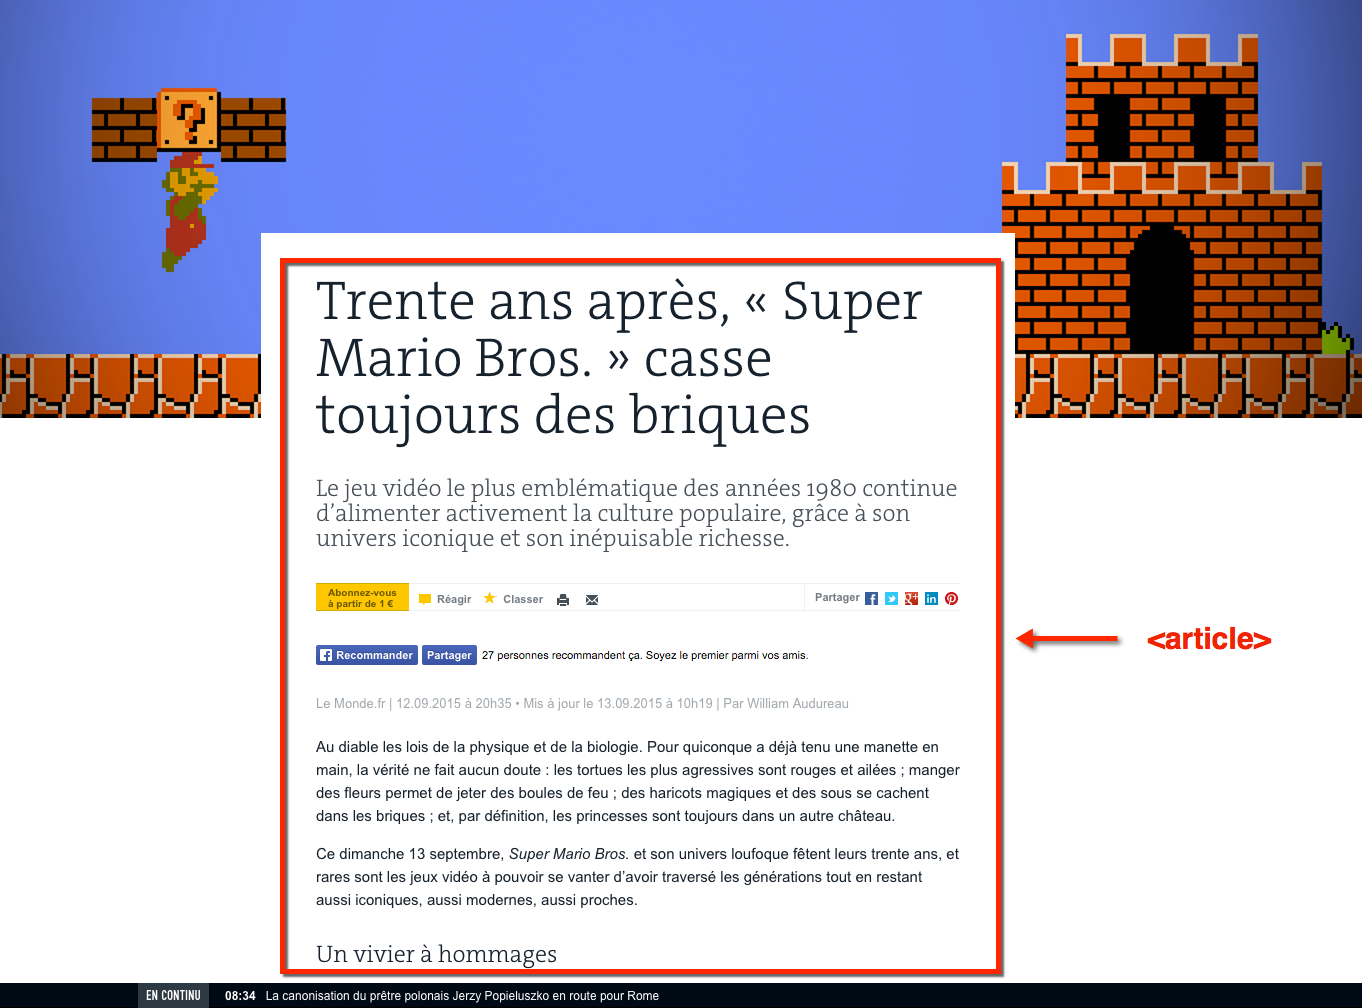 ?
Trente ans après, « Super
Mario Bros. » casse
toujours des briques
Le jeu vidéo le plus emblématique des années 1980 continue
d’alimenter activement la culture populaire, grâce à son
univers iconique et son inépuisable richesse.
Abonnez-vous
à partir de 1 €
Réagir
Classer
Partager
Recommander
Partager
27 personnes recommandent ça. Soyez le premier parmi vos amis.
<article>
Le Monde.fr | 12.09.2015 à 20h35 • Mis à jour le 13.09.2015 à 10h19 | Par William Audureau
Au diable les lois de la physique et de la biologie. Pour quiconque a déjà tenu une manette en
main, la vérité ne fait aucun doute : les tortues les plus agressives sont rouges et ailées ; manger
des fleurs permet de jeter des boules de feu ; des haricots magiques et des sous se cachent
dans les briques ; et, par définition, les princesses sont toujours dans un autre château.
Ce dimanche 13 septembre, Super Mario Bros. et son univers loufoque fêtent leurs trente ans, et
rares sont les jeux vidéo à pouvoir se vanter d’avoir traversé les générations tout en restant
aussi iconiques, aussi modernes, aussi proches.
Un vivier à hommages
EN CONTINU 08:34 La canonisation du prêtre polonais Jerzy Popieluszko en route pour Rome